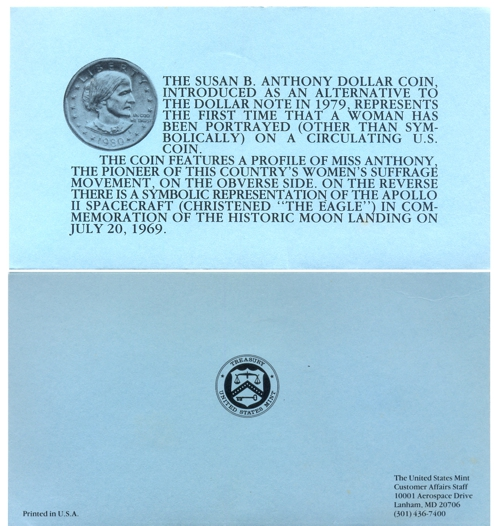 LIBERTY
1980
THE SUSAN B. ANTHONY DOLLAR COIN,
INTRODUCED AS AN ALTERNATIVE TO
THE DOLLAR NOTE IN 1979, REPRESENTS
THE FIRST TIME THAT A WOMAN HAS
BEEN PORTRAYED (OTHER THAN SYM-
BOLICALLY) ON A CIRCULATING U.S.
COIN.
THE COIN FEATURES A PROFILE OF MISS ANTHONY,
THE PIONEER OF THIS COUNTRY'S WOMEN'S SUFFRAGE
MOVEMENT, ON THE OBVERSE SIDE. ON THE REVERSE
THERE IS A SYMBOLIC REPRESENTATION OF THE APOLLO
II SPACECRAFT (CHRISTENED "THE EAGLE") IN COM-
MEMORATION OF THE HISTORIC MOON LANDING ON
JULY 20, 1969.
TREASURY
UNITED STATES MINT
Printed in U.S.A.
The United States Mint
Customer Affairs Staff
10001 Aerospace Drive
Lanham, MD 20706
(301) 436-7400